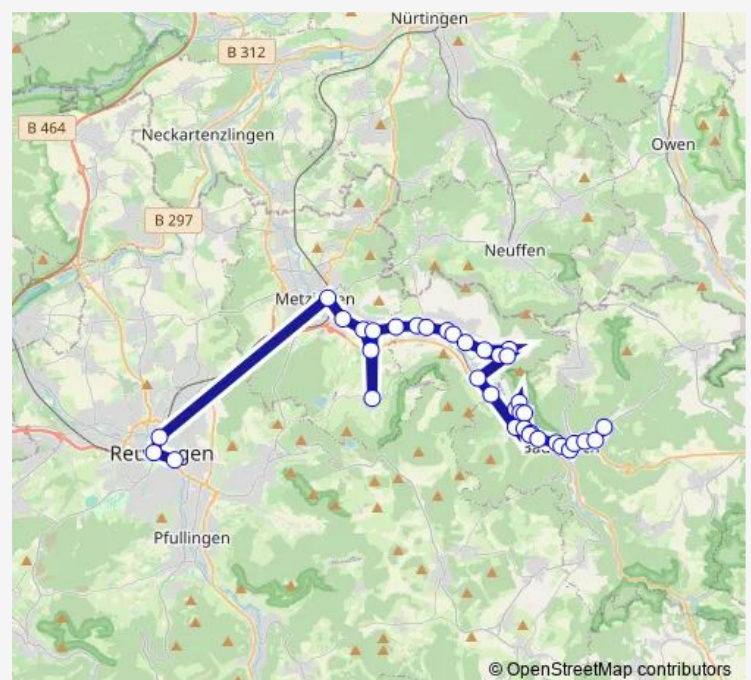 Nürtingen
B 312
B 464
Neckartenzlingen
Owen
B 297
Neuffen
Pfullingen
© OpenStreetMap contributors